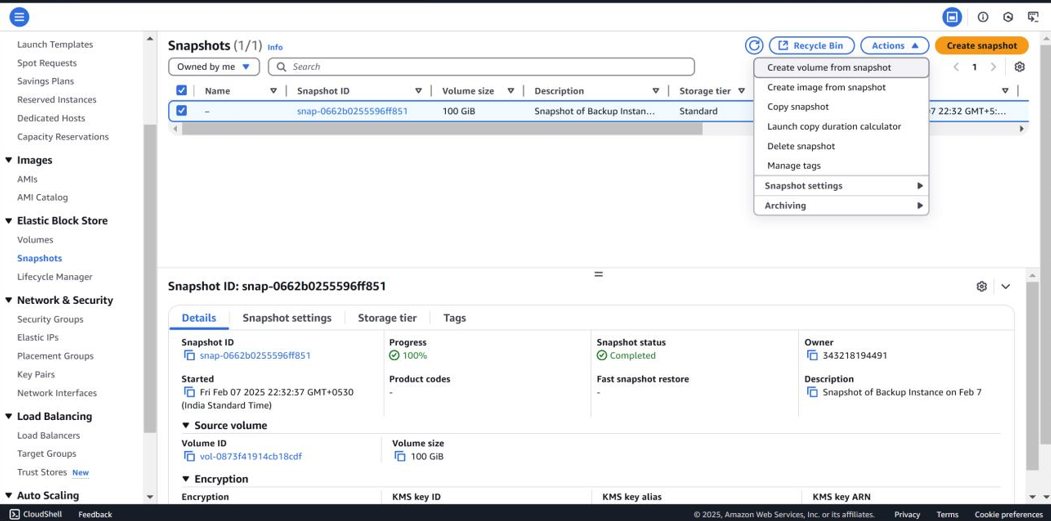 Launch Templates
Spot Requests
Savings Plans
Reserved Instances
Dedicated Hosts
Capacity Reservations
Images
AMIs
AMI Catalog
Elastic Block Store
Volumes
Snapshots
Lifecycle Manager
Network & Security
Security Groups
Elastic IPs
Placement Groups
Key Pairs
Network Interfaces
Load Balancing
Load Balancers
Target Groups
Trust Stores New
Auto Scaling
Snapshots (1/1) Info
Recycle Bin
Actions
Create snapshot
Owned by me
Search
1
Name Snapshot ID Volume size Description Storage tier
– snap-0662b0255596ff851 100 GiB Snapshot of Backup Instan... Standard 22:32 GMT+5:...
Create volume from snapshot
Create image from snapshot
Copy snapshot
Launch copy duration calculator
Delete snapshot
Manage tags
Snapshot settings
Archiving
Snapshot ID: snap-0662b0255596ff851
Details Snapshot settings Storage tier Tags
Snapshot ID
snap-0662b0255596ff851
Progress
100%
Snapshot status
Completed
Owner
343218194491
Started
Fri Feb 07 2025 22:32:37 GMT+0530
(India Standard Time)
Product codes
-
Fast snapshot restore
-
Description
Snapshot of Backup Instance on Feb 7
Source volume
Volume ID
vol-0873f41914cb18cdf
Volume size
100 GiB
Encryption
Encryption KMS key ID KMS key alias KMS key ARN
CloudShell Feedback © 2025, Amazon Web Services, Inc. or its affiliates. Privacy Terms Cookie preferences